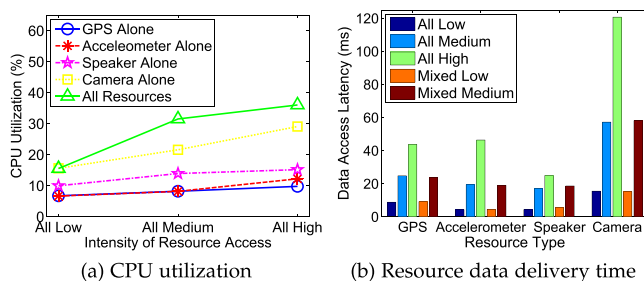 60
50
40
30
20
10
0
CPU Utilization (%)
GPS Alone
Acceleometer Alone
Speaker Alone
Camera Alone
All Resources
All Low All Medium All High
Intensity of Resource Access
(a) CPU utilization
120
100
80
60
40
20
0
Data Access Latency (ms)
All Low
All Medium
All High
Mixed Low
Mixed Medium
GPS Accelerometer Speaker Camera
Resource Type
(b) Resource data delivery time